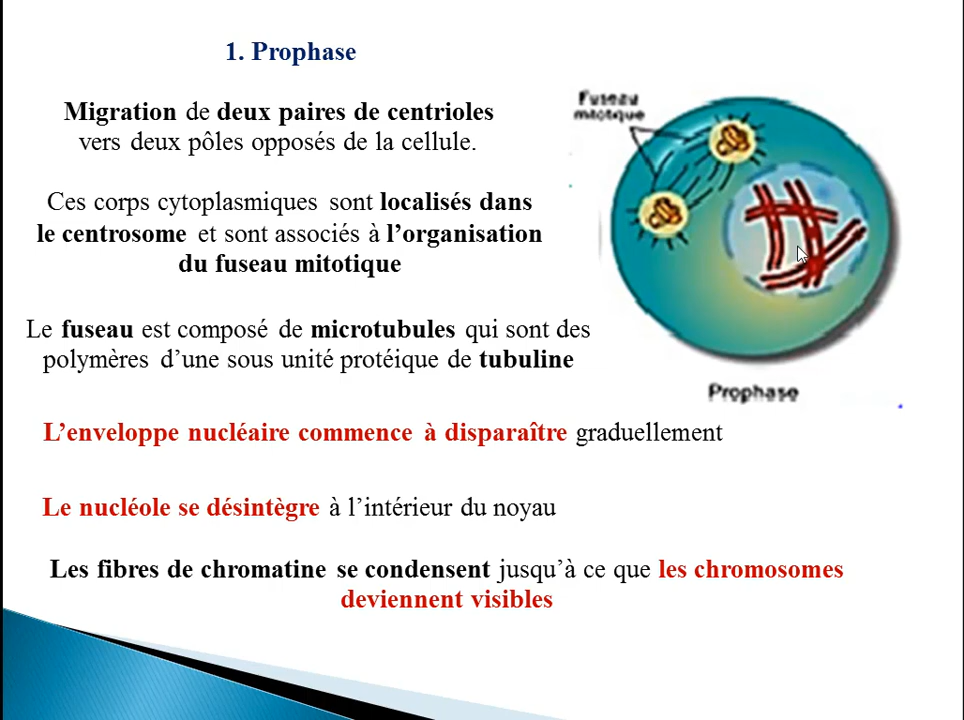 1. Prophase
Migration de deux paires de centrioles
vers deux pôles opposés de la cellule.
Ces corps cytoplasmiques sont localisés dans
le centrosome et sont associés à l’organisation
du fuseau mitotique
Le fuseau est composé de microtubules qui sont des
polymères d’une sous unité protéique de tubuline
Fuseau
mitotique
Prophase
L’enveloppe nucléaire commence à disparaître graduellement
Le nucléole se désintègre à l’intérieur du noyau
Les fibres de chromatine se condensent jusqu’à ce que les chromosomes
deviennent visibles